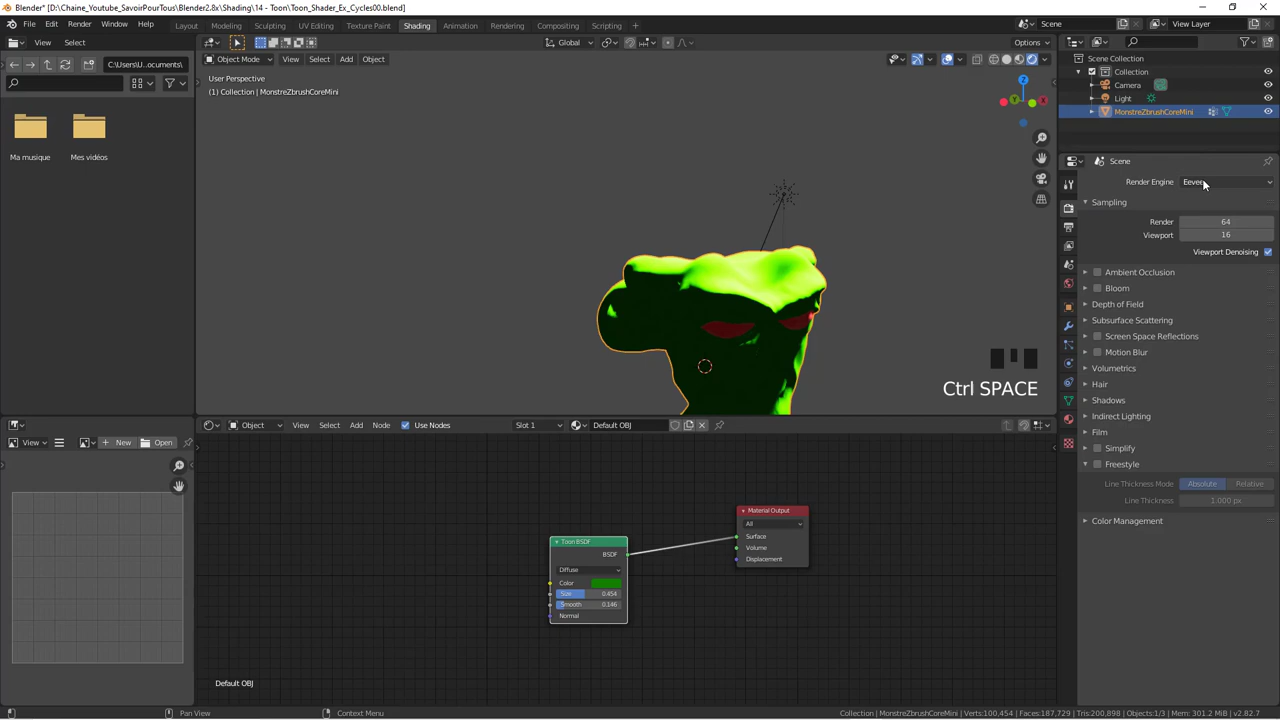 Blender* [D:\Chaine_Youtube_SavoirPourTous\Blender2.8x\Shading\14 - Toon\Toon_Shader_Ex_Cycles00.blend]
File Edit Render Window Help Layout Modeling Sculpting UV Editing Texture Paint Shading Animation Rendering Compositing Scripting + Scene View Layer
View Select Global Options
C:\Users\U..ocuments\ Object Mode View Select Add Object
User Perspective
(1) Collection | MonstreZbrushCoreMini
Z
Y X
Ma musique Mes vidéos
Ctrl SPACE
Scene Collection
Collection
Camera
Light
MonstreZbrushCoreMini
Scene
Render Engine Eevee
Sampling
Render 64
Viewport 16
Viewport Denoising
Ambient Occlusion
Bloom
Depth of Field
Subsurface Scattering
Screen Space Reflections
Motion Blur
Volumetrics
Hair
Shadows
Indirect Lighting
Film
Simplify
Freestyle
Line Thickness Mode Absolute Relative
Line Thickness 1.000 px
Color Management
Object View Select Add Node Use Nodes Slot 1 Default OBJ
View New Open
Material Output
All
Surface
Volume
Displacement
Toon BSDF
BSDF
Diffuse
Color
Size 0.454
Smooth 0.146
Normal
Default OBJ
Pan View Context Menu Collection | MonstreZbrushCoreMini | Verts:100,454 | Faces:187,729 | Tris:200,898 | Objects:1/3 | Mem: 301.2 MiB | v2.82.7